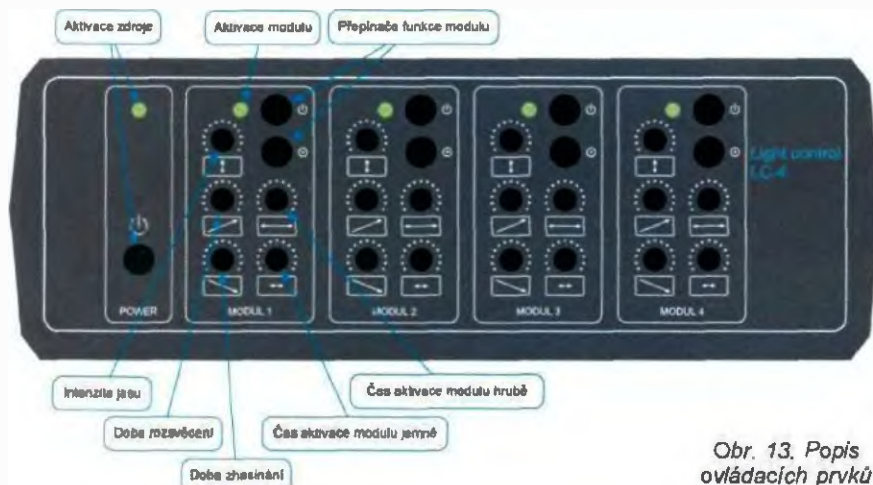 Aktivace zdroje
Aktivace modulu
Přepínače funkce modulu
Light control
LC-4
POWER
MODUL 1
MODUL 2
MODUL 3
MODUL 4
Intenzita jasu
Čas aktivace modulu hrubě
Doba rozsvěcení
Čas aktivace modulu jemně
Doba zhasínání
Obr. 13. Popis
ovládacích prvků